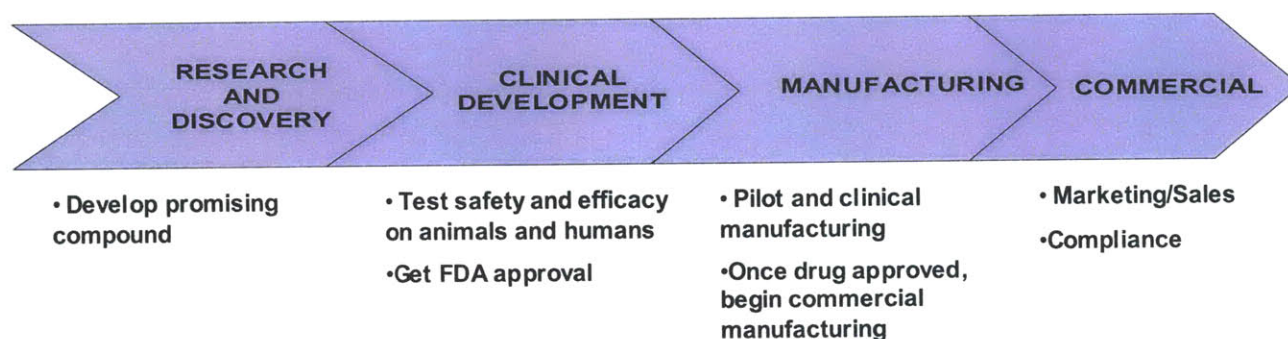 RESEARCH
AND
DISCOVERY
CLINICAL
DEVELOPMENT
MANUFACTURING
COMMERCIAL
• Develop promising
compound
• Test safety and efficacy
on animals and humans
•Get FDA approval
• Pilot and clinical
manufacturing
•Once drug approved,
begin commercial
manufacturing
• Marketing/Sales
•Compliance